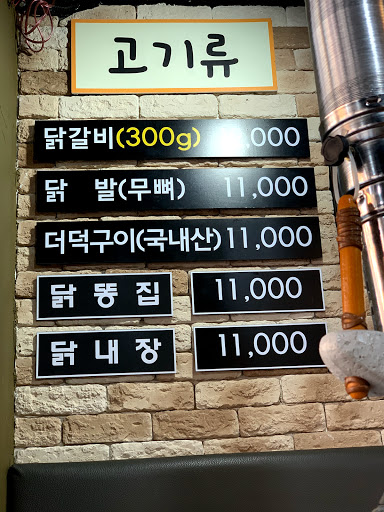 고기류
닭갈비(300g) ,000
닭 발(무뼈) 11,000
더덕구이(국내산) 11,000
닭 똥 집 11,000
닭 내 장 11,000